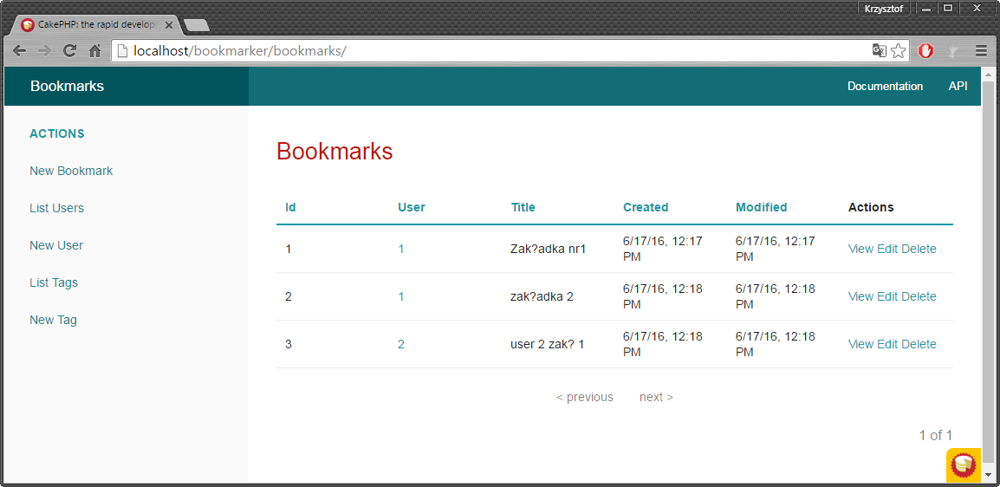 Krzysztof
CakePHP: the rapid develop
localhost/bookmarker/bookmarks/
Bookmarks
Documentation API
ACTIONS
New Bookmark
List Users
New User
List Tags
New Tag
Bookmarks
Id User Title Created Modified Actions
1 1 Zak?adka nr1 6/17/16, 12:17 PM 6/17/16, 12:17 PM View Edit Delete
2 1 zak?adka 2 6/17/16, 12:18 PM 6/17/16, 12:18 PM View Edit Delete
3 2 user 2 zak? 1 6/17/16, 12:18 PM 6/17/16, 12:18 PM View Edit Delete
< previous next >
1 of 1